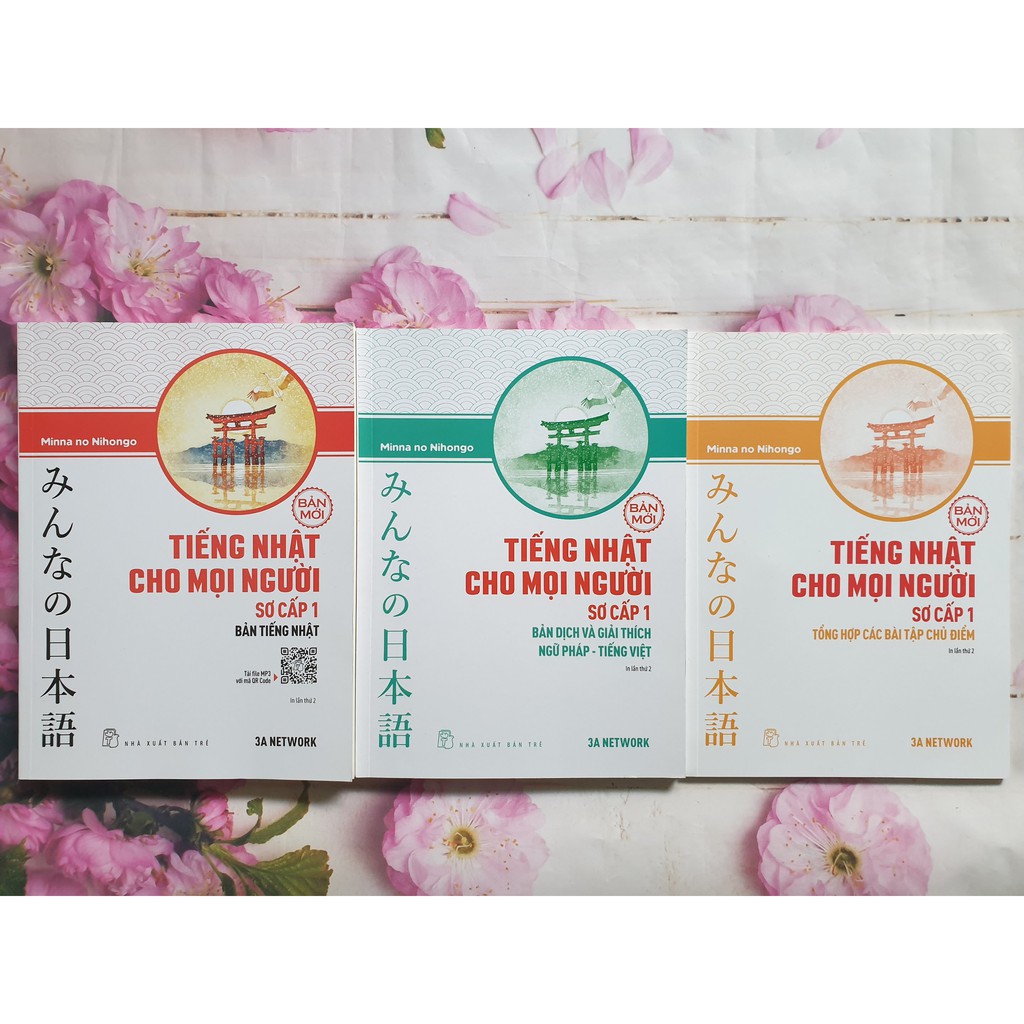 Minna no Nihongo
みんなの日本語
BẢN
MỚI
TIẾNG NHẬT
CHO MỌI NGƯỜI
SƠ CẤP 1
BẢN TIẾNG NHẬT
Tải file MP3
với mã QR Code
In lần thứ 2
NHÀ XUẤT BẢN TRẺ
3A NETWORK
Minna no Nihongo
みんなの日本語
BẢN
MỚI
TIẾNG NHẬT
CHO MỌI NGƯỜI
SƠ CẤP 1
BẢN DỊCH VÀ GIẢI THÍCH
NGỮ PHÁP - TIẾNG VIỆT
In lần thứ 2
NHÀ XUẤT BẢN TRẺ
3A NETWORK
Minna no Nihongo
みんなの日本語
BẢN
MỚI
TIẾNG NHẬT
CHO MỌI NGƯỜI
SƠ CẤP 1
TỔNG HỢP CÁC BÀI TẬP CHỦ ĐIỂM
In lần thứ 2
NHÀ XUẤT BẢN TRẺ
3A NETWORK